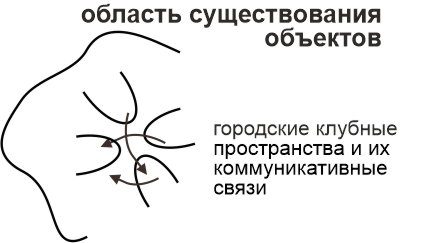 область существования
объектов
городские клубные
пространства и их
коммуникативные
связи